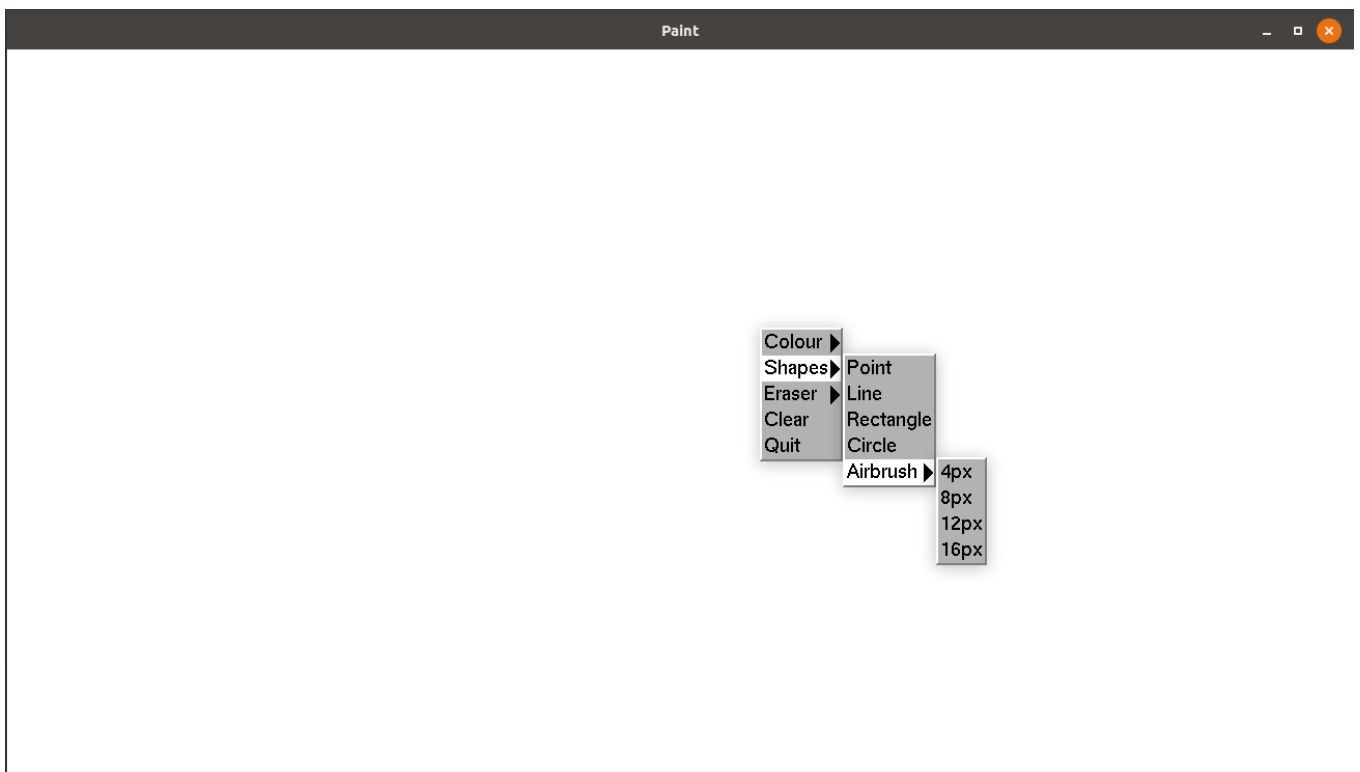 Paint
Colour
Shapes
Eraser
Clear
Quit
Point
Line
Rectangle
Circle
Airbrush
4px
8px
12px
16px